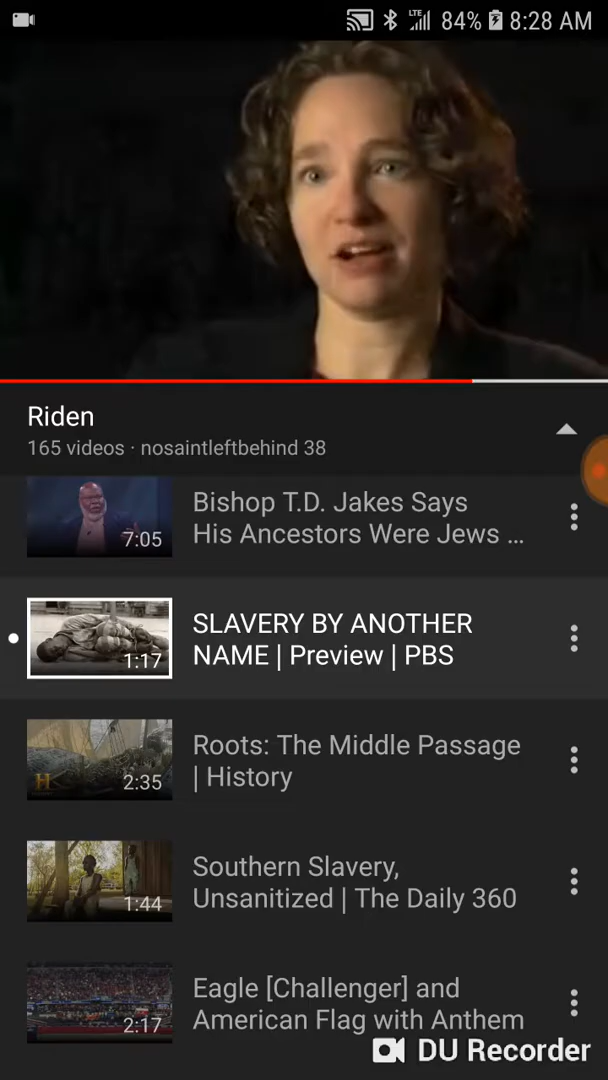 LTE 84% 8:28 AM
Riden
165 videos · nosaintleftbehind 38
Bishop T.D. Jakes Says
His Ancestors Were Jews ...
7:05
SLAVERY BY ANOTHER
NAME | Preview | PBS
1:17
Roots: The Middle Passage
| History
H
2:35
Southern Slavery,
Unsanitized | The Daily 360
1:44
Eagle [Challenger] and
American Flag with Anthem
2:17
DU Recorder